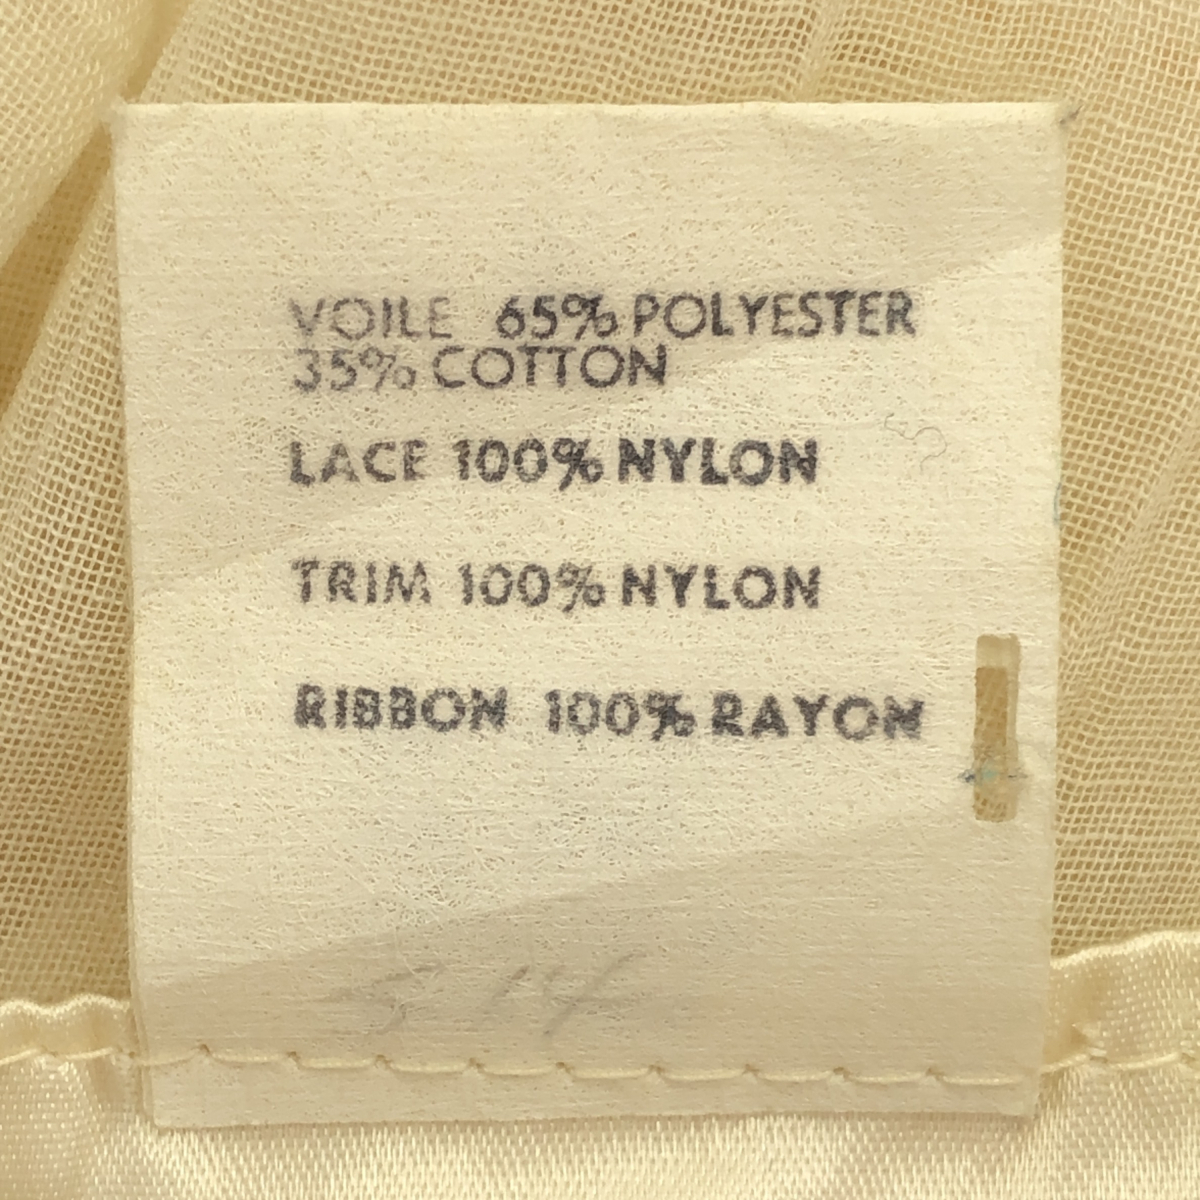 VOILE 65% POLYESTER
35% COTTON
LACE 100% NYLON
TRIM 100% NYLON
RIBBON 100% RAYON